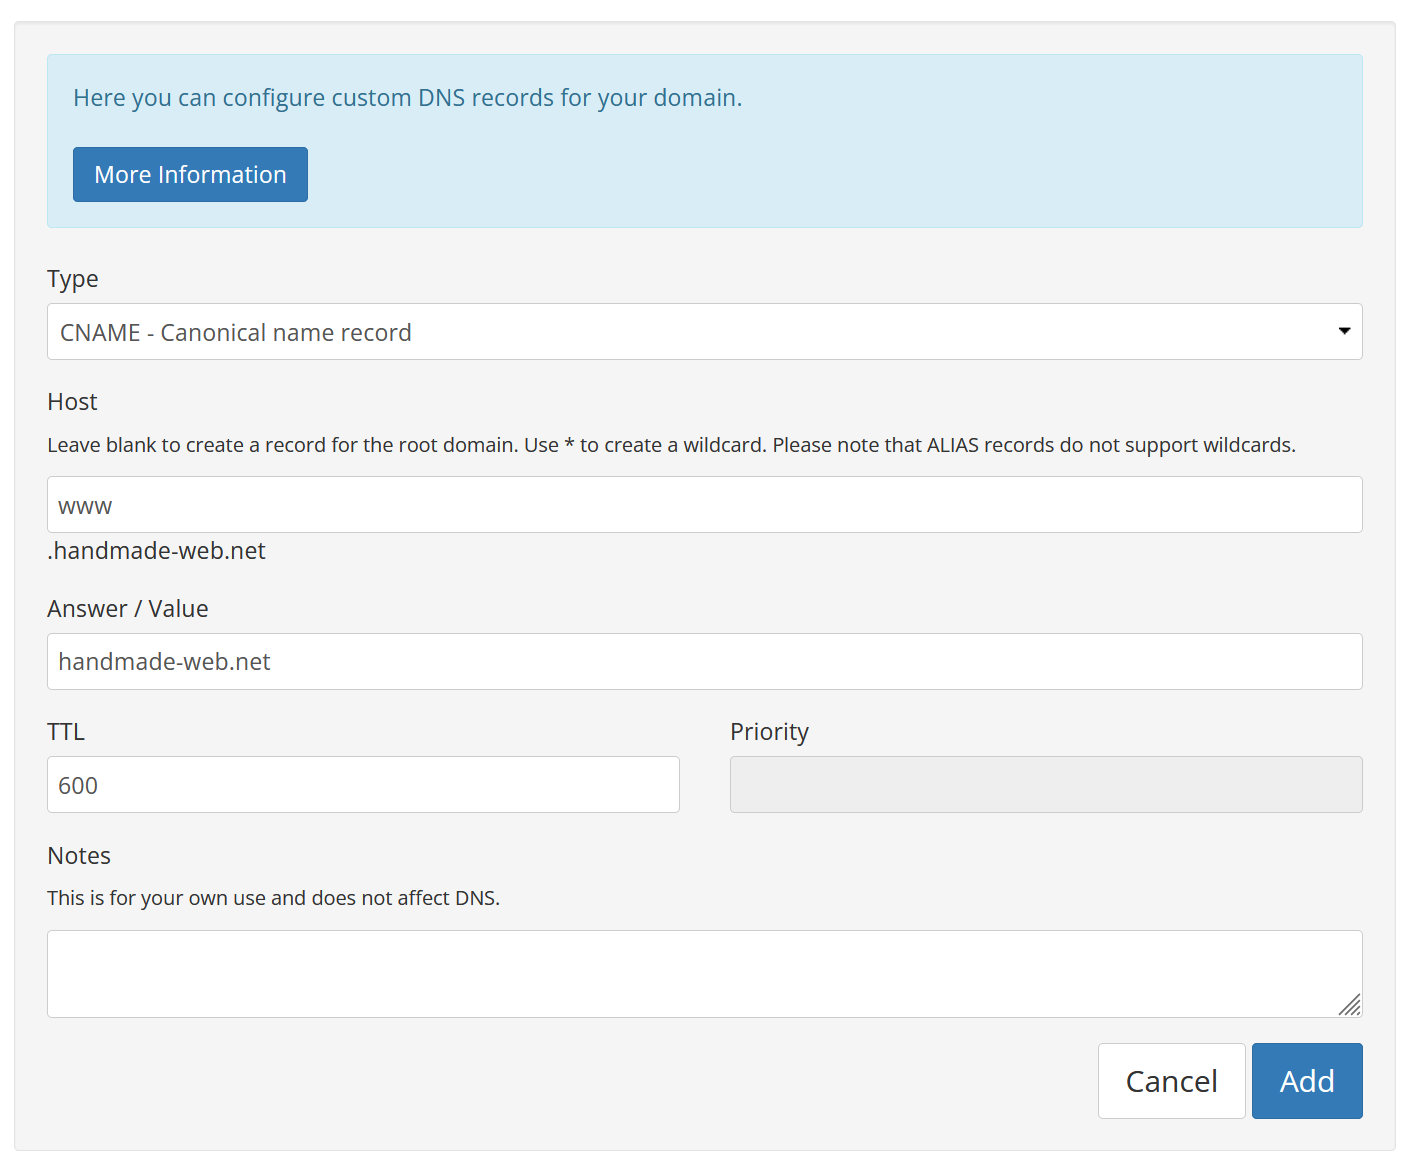 Here you can configure custom DNS records for your domain.
More Information
Type
CNAME - Canonical name record
Host
Leave blank to create a record for the root domain. Use * to create a wildcard. Please note that ALIAS records do not support wildcards.
www
.handmade-web.net
Answer / Value
handmade-web.net
TTL
Priority
600
Notes
This is for your own use and does not affect DNS.
Cancel
Add